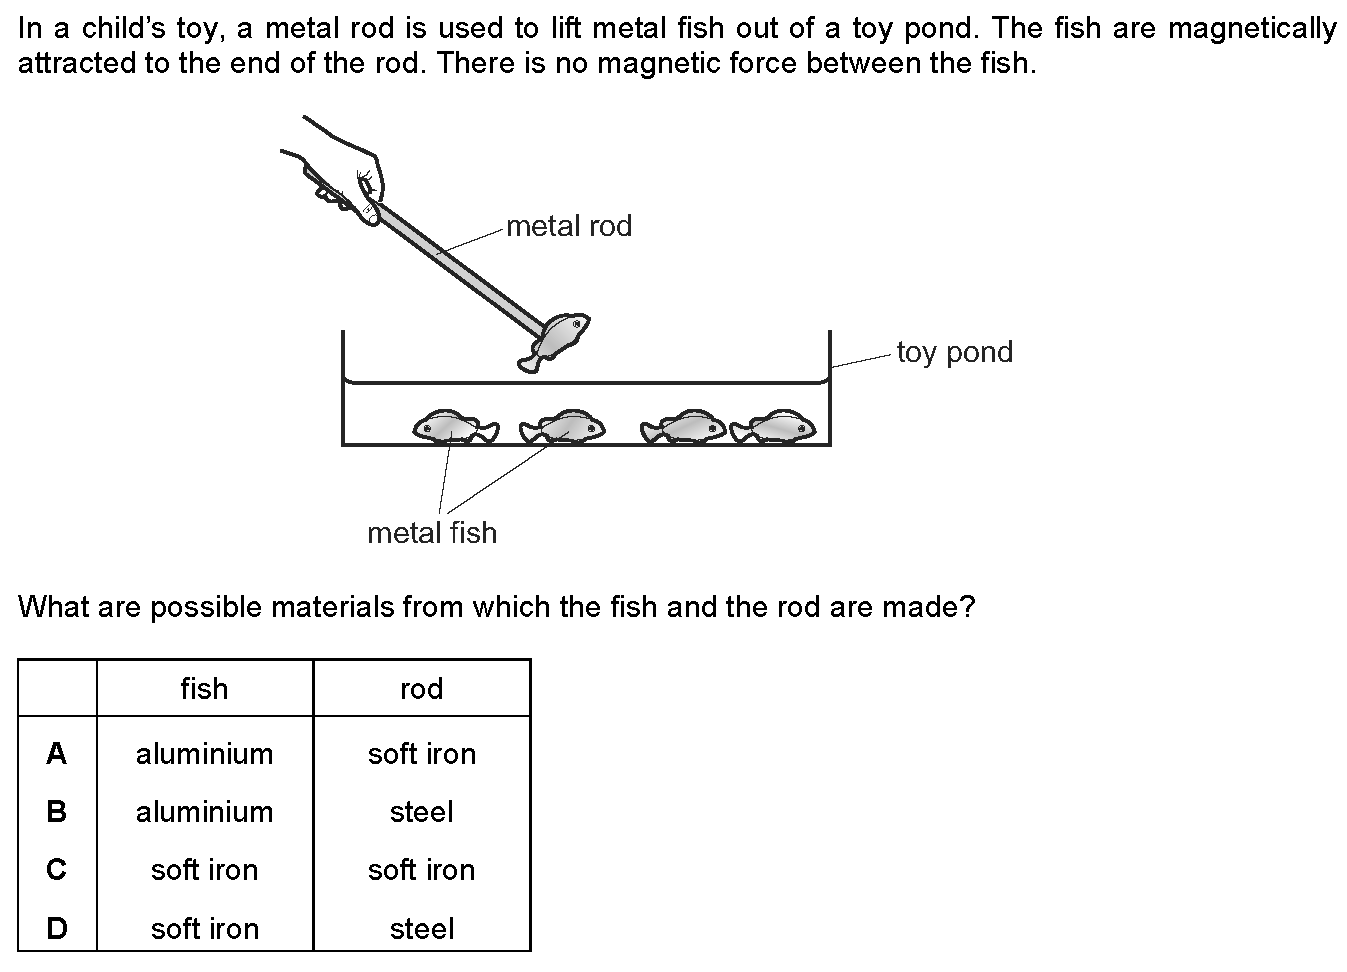 In a child’s toy, a metal rod is used to lift metal fish out of a toy pond. The fish are magnetically
attracted to the end of the rod. There is no magnetic force between the fish.
metal rod
toy pond
metal fish
What are possible materials from which the fish and the rod are made?
fish rod
A aluminium soft iron
B aluminium steel
C soft iron soft iron
D soft iron steel